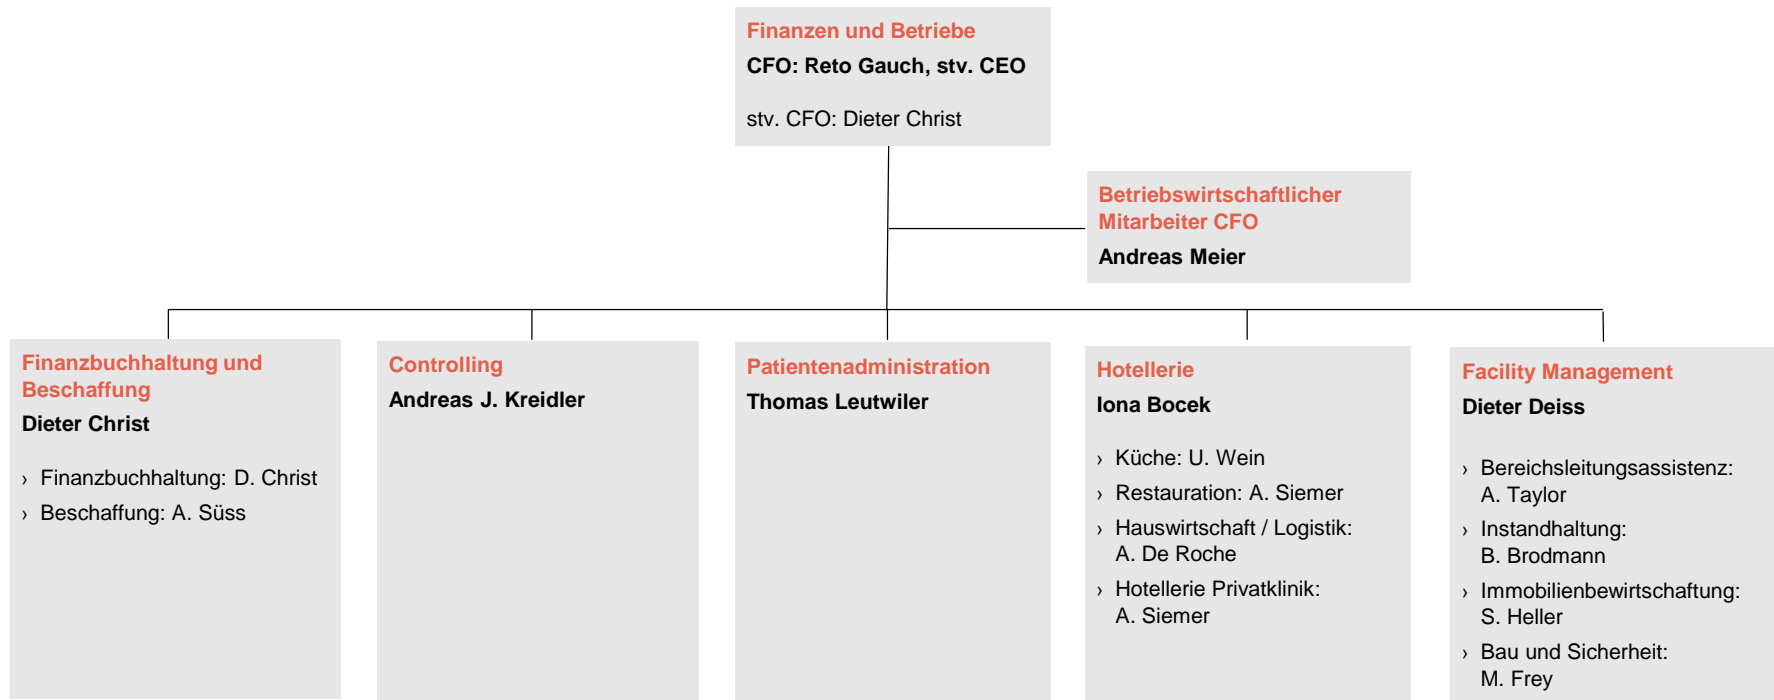 Finanzen und Betriebe
CFO: Reto Gauch, stv. CEO
stv. CFO: Dieter Christ
Betriebswirtschaftlicher
Mitarbeiter CFO
Andreas Meier
Finanzbuchhaltung und
Beschaffung
Dieter Christ
› Finanzbuchhaltung: D. Christ
› Beschaffung: A. Süss
Controlling
Andreas J. Kreidler
Patientenadministration
Thomas Leutwiler
Hotellerie
Iona Bocek
› Küche: U. Wein
› Restauration: A. Siemer
› Hauswirtschaft / Logistik:
A. De Roche
› Hotellerie Privatklinik:
A. Siemer
Facility Management
Dieter Deiss
› Bereichsleitungsassistenz:
A. Taylor
› Instandhaltung:
B. Brodmann
› Immobilienbewirtschaftung:
S. Heller
› Bau und Sicherheit:
M. Frey